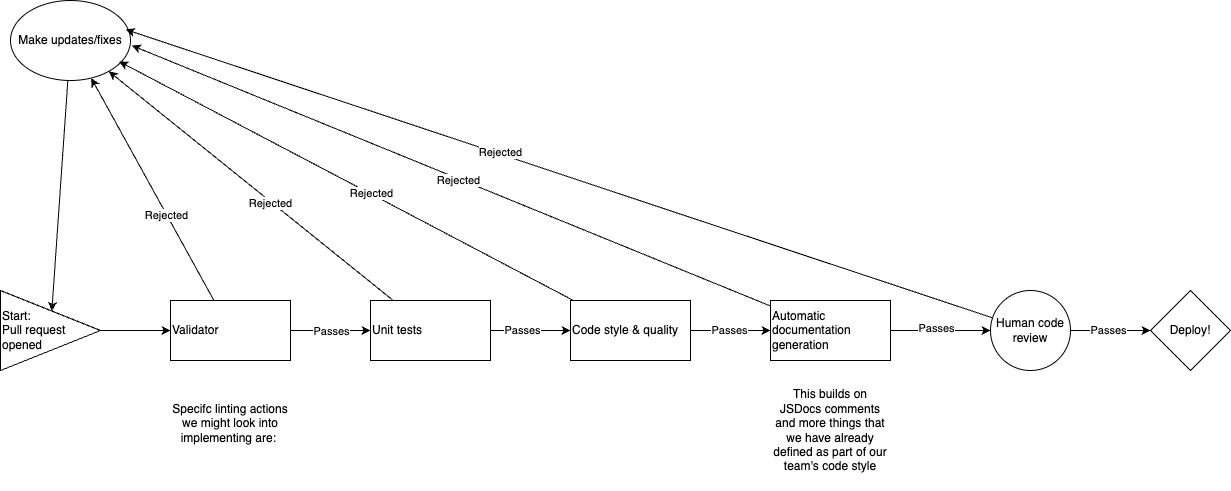 Make updates/fixes
Rejected
Rejected
Rejected
Rejected
Rejected
Start:
Pull request
opened
Validator
Passes
Unit tests
Passes
Code style & quality
Passes
Automatic
documentation
generation
Passes
Human code
review
Passes
Deploy!
Specifc linting actions
we might look into
implementing are:
This builds on
JSDocs comments
and more things that
we have already
defined as part of our
team's code style